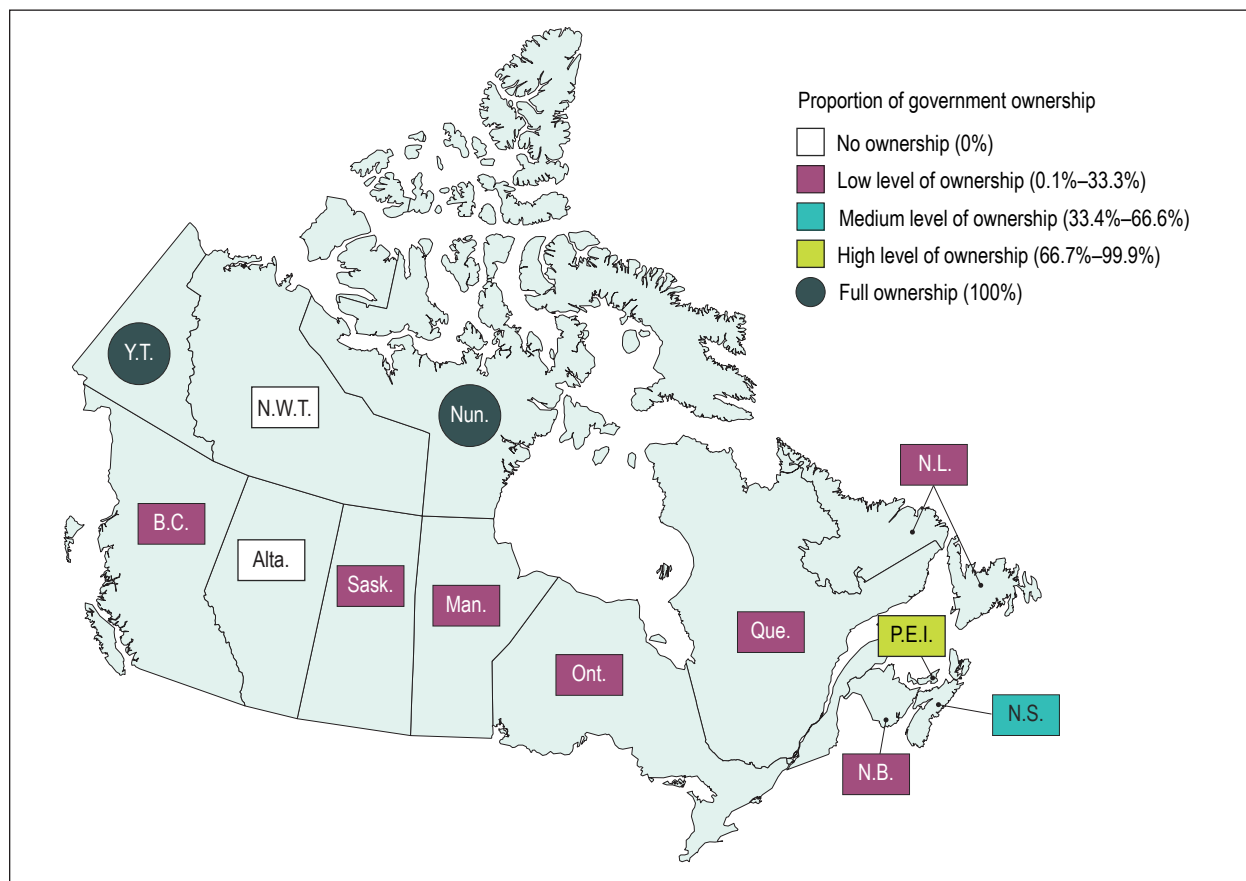 Proportion of government ownership
No ownership (0%)
Low level of ownership (0.1%–33.3%)
Medium level of ownership (33.4%–66.6%)
High level of ownership (66.7%–99.9%)
Full ownership (100%)
Y.T.
N.W.T.
Nun.
N.L.
B.C.
Alta.
Sask.
Man.
Que.
P.E.I.
Ont.
N.S.
N.B.